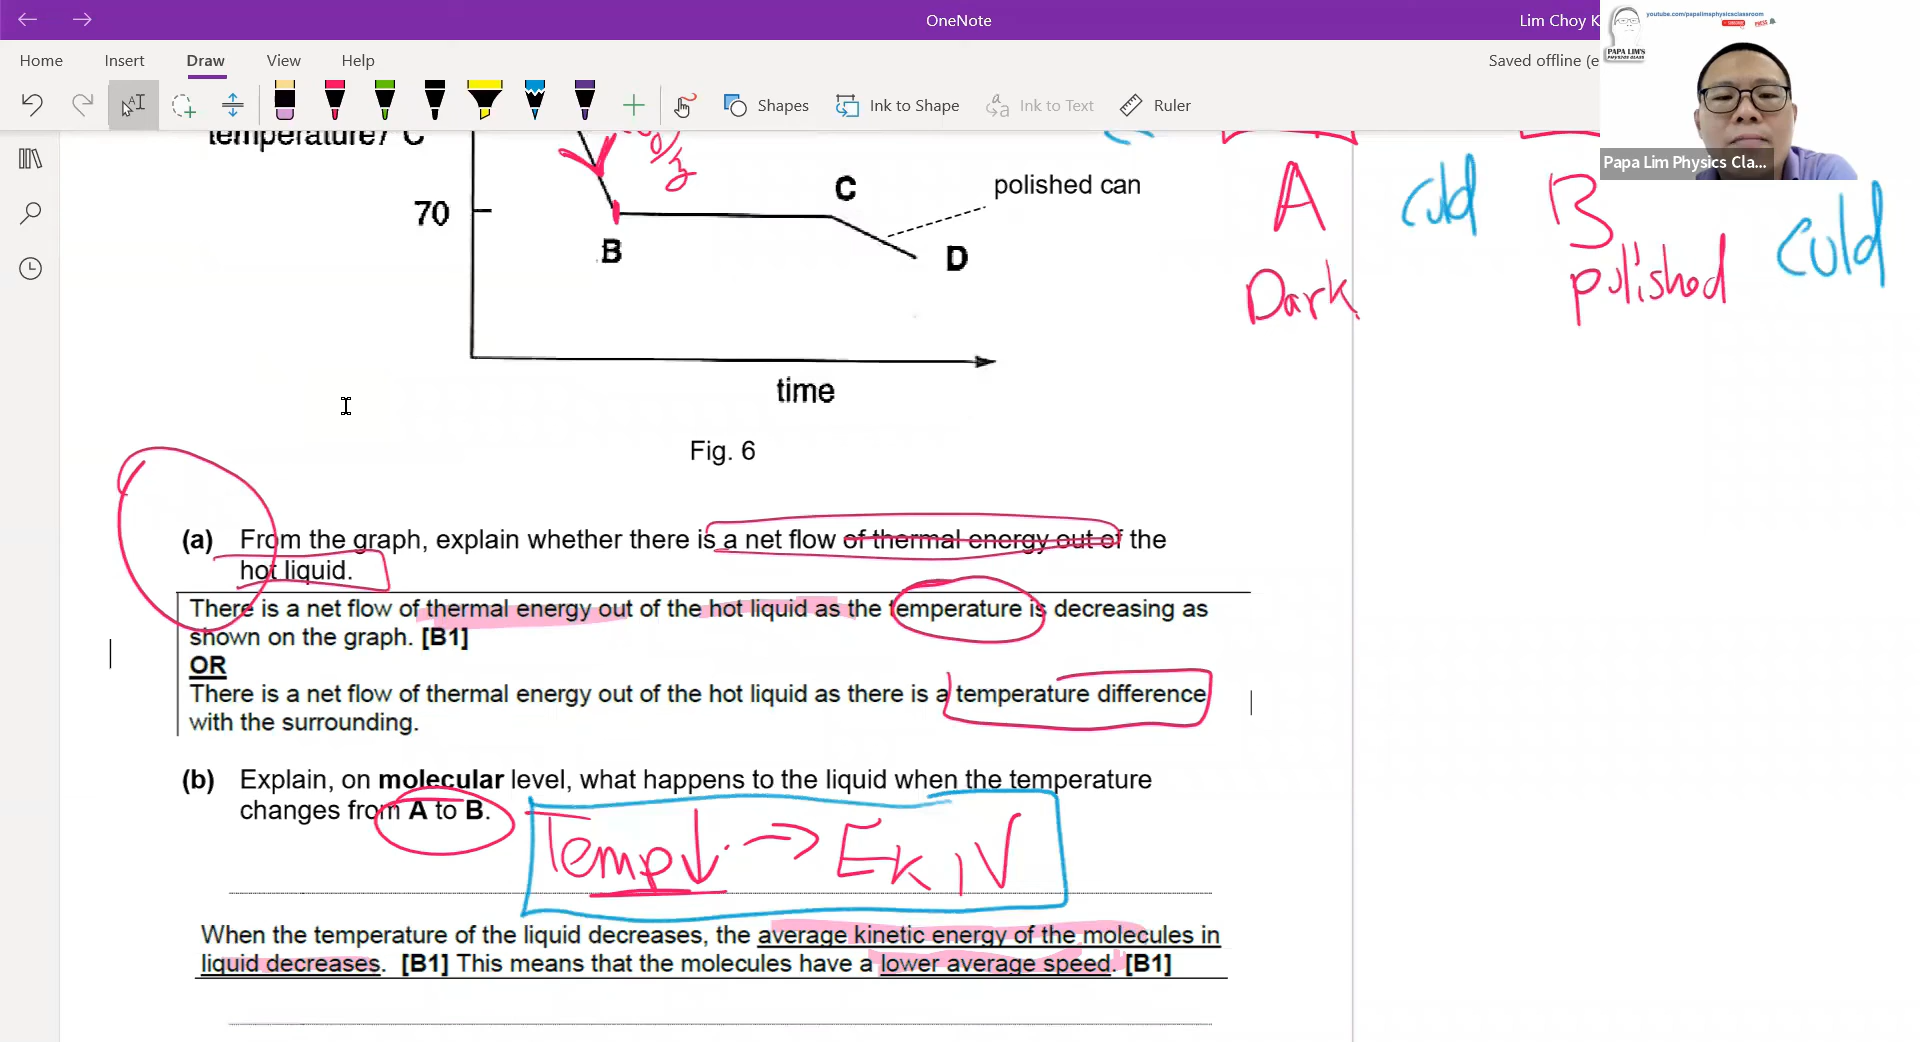 OneNote
Lim Choy K
youtube.com/papalimsphysicsclassroom
PAPA LIM'S
PHYSICS CLASS
Home Insert Draw View Help
Saved offline (e
Shapes Ink to Shape Ink to Text Ruler
Papa Lim Physics Cla...
temperature/°C
70
B
C
D
polished can
time
Fig. 6
A
Dark
cold
B
polished
cold
(a) From the graph, explain whether there is a net flow of thermal energy out of the
hot liquid.
There is a net flow of thermal energy out of the hot liquid as the temperature is decreasing as
shown on the graph. [B1]
OR
There is a net flow of thermal energy out of the hot liquid as there is a temperature difference
with the surrounding.
(b) Explain, on molecular level, what happens to the liquid when the temperature
changes from A to B.
Temp↓ → EK, V
When the temperature of the liquid decreases, the average kinetic energy of the molecules in
liquid decreases. [B1] This means that the molecules have a lower average speed. [B1]